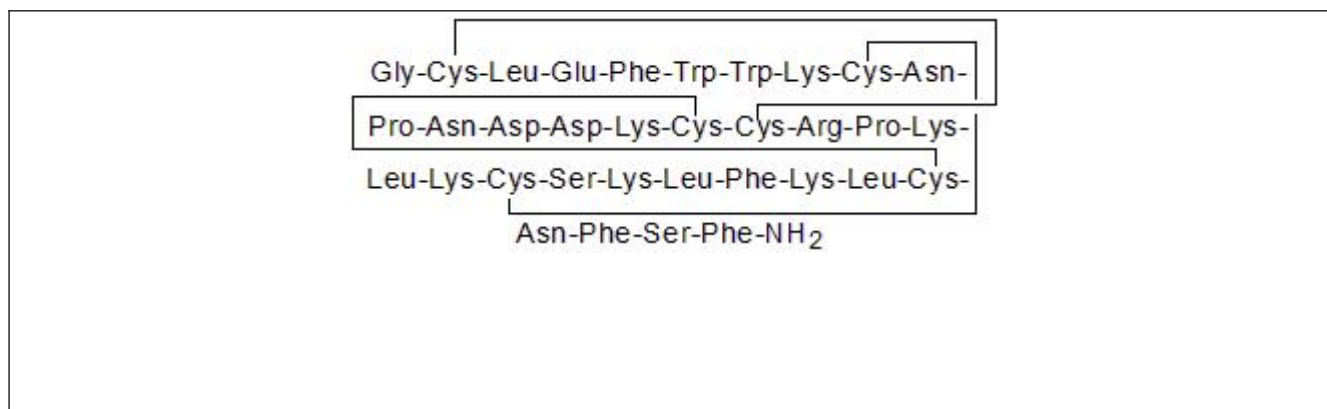 Gly-Cys-Leu-Glu-Phe-Trp-Trp-Lys-Cys-Asn-
Pro-Asn-Asp-Asp-Lys-Cys-Cys-Arg-Pro-Lys-
Leu-Lys-Cys-Ser-Lys-Leu-Phe-Lys-Leu-Cys-
Asn-Phe-Ser-Phe-NH2